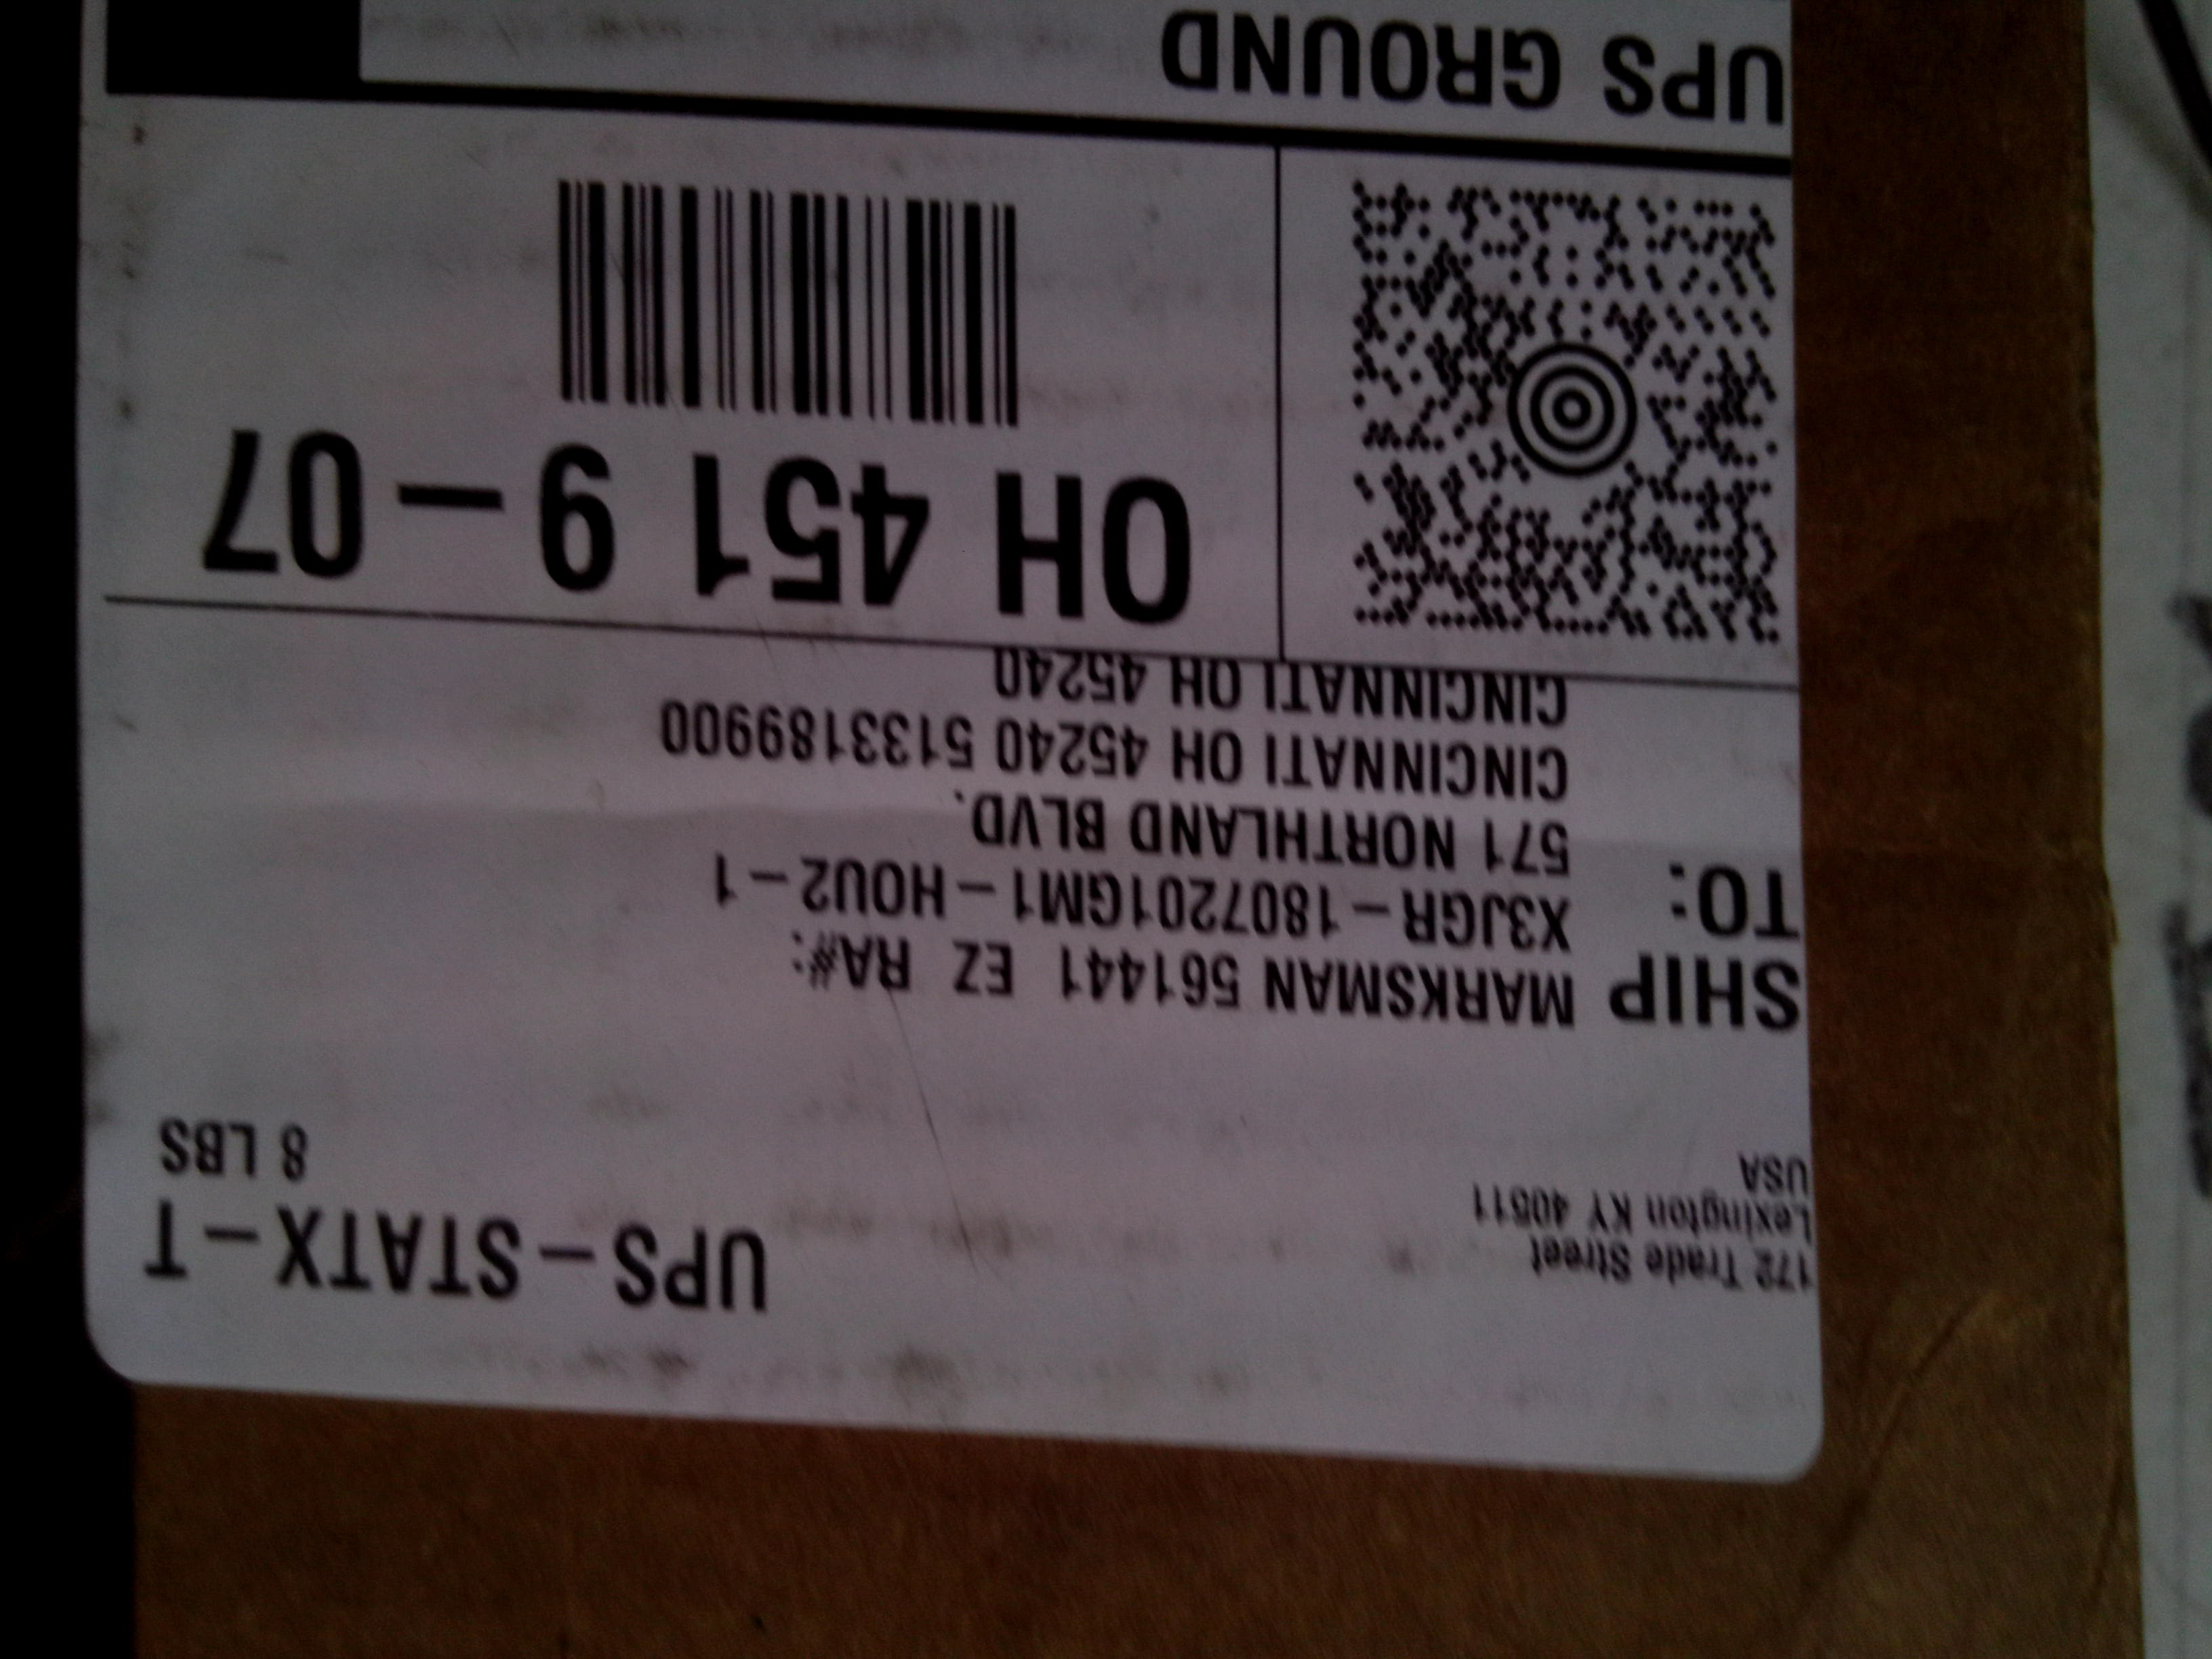 172 Trade Street
Lexington KY 40511
USA
UPS-STATX-T
8 LBS
SHIP TO:
MARKSMAN 561441 EZ RA#:
X3JGR-1807201GM1-HOU2-1
571 NORTHLAND BLVD.
CINCINNATI OH 45240 5133189900
CINCINNATI OH 45240
OH 451 9-07
UPS GROUND